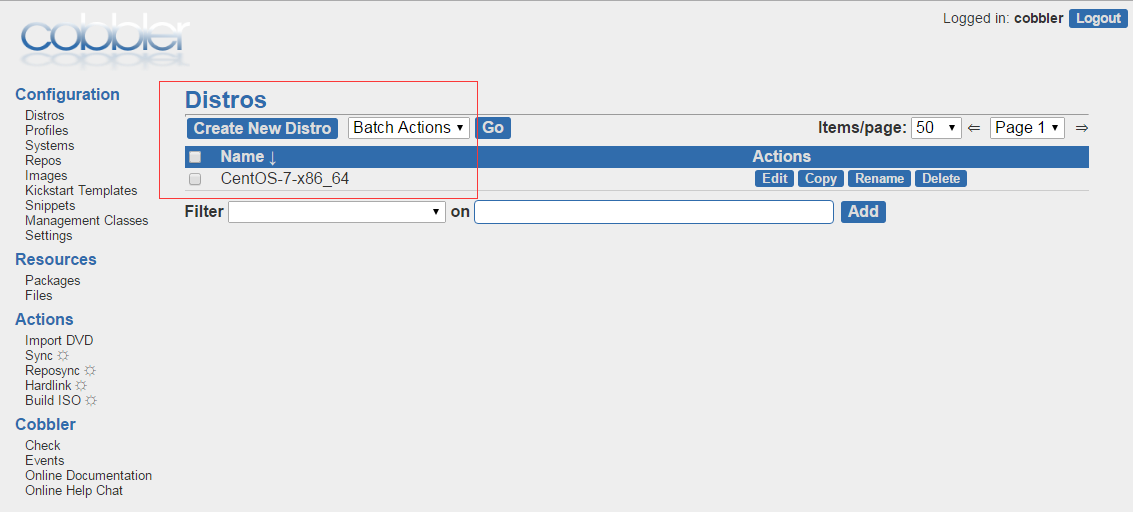 cobbler
Logged in: cobbler Logout
Configuration
Distros
Profiles
Systems
Repos
Images
Kickstart Templates
Snippets
Management Classes
Settings
Resources
Packages
Files
Actions
Import DVD
Sync
Reposync
Hardlink
Build ISO
Cobbler
Check
Events
Online Documentation
Online Help Chat
Distros
Create New Distro Batch Actions ▾ Go Items/page: 50 ▾ ⇐ Page 1 ▾ ⇒
Name ↓ Actions
CentOS-7-x86_64 Edit Copy Rename Delete
Filter on Add